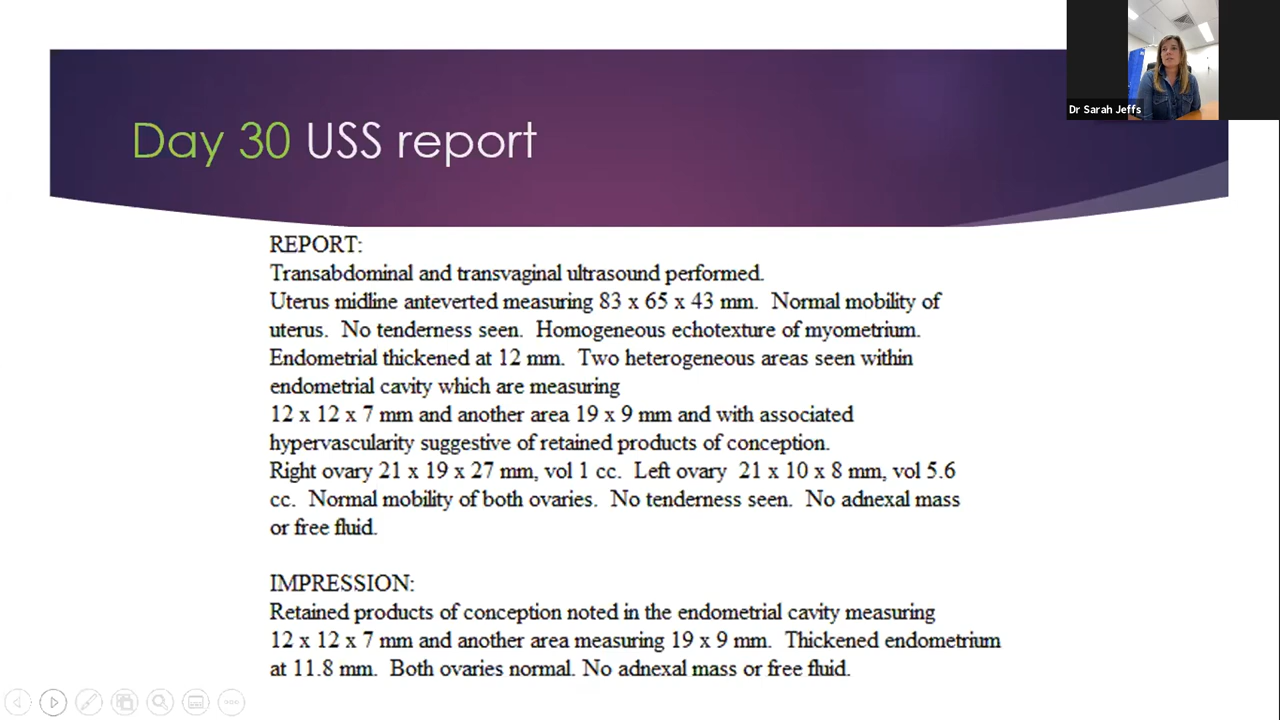 Dr Sarah Jeffs
Day 30 USS report
REPORT:
Transabdominal and transvaginal ultrasound performed.
Uterus midline anteverted measuring 83 x 65 x 43 mm. Normal mobility of
uterus. No tenderness seen. Homogeneous echotexture of myometrium.
Endometrial thickened at 12 mm. Two heterogeneous areas seen within
endometrial cavity which are measuring
12 x 12 x 7 mm and another area 19 x 9 mm and with associated
hypervascularity suggestive of retained products of conception.
Right ovary 21 x 19 x 27 mm, vol 1 cc. Left ovary 21 x 10 x 8 mm, vol 5.6
cc. Normal mobility of both ovaries. No tenderness seen. No adnexal mass
or free fluid.
IMPRESSION:
Retained products of conception noted in the endometrial cavity measuring
12 x 12 x 7 mm and another area measuring 19 x 9 mm. Thickened endometrium
at 11.8 mm. Both ovaries normal. No adnexal mass or free fluid.